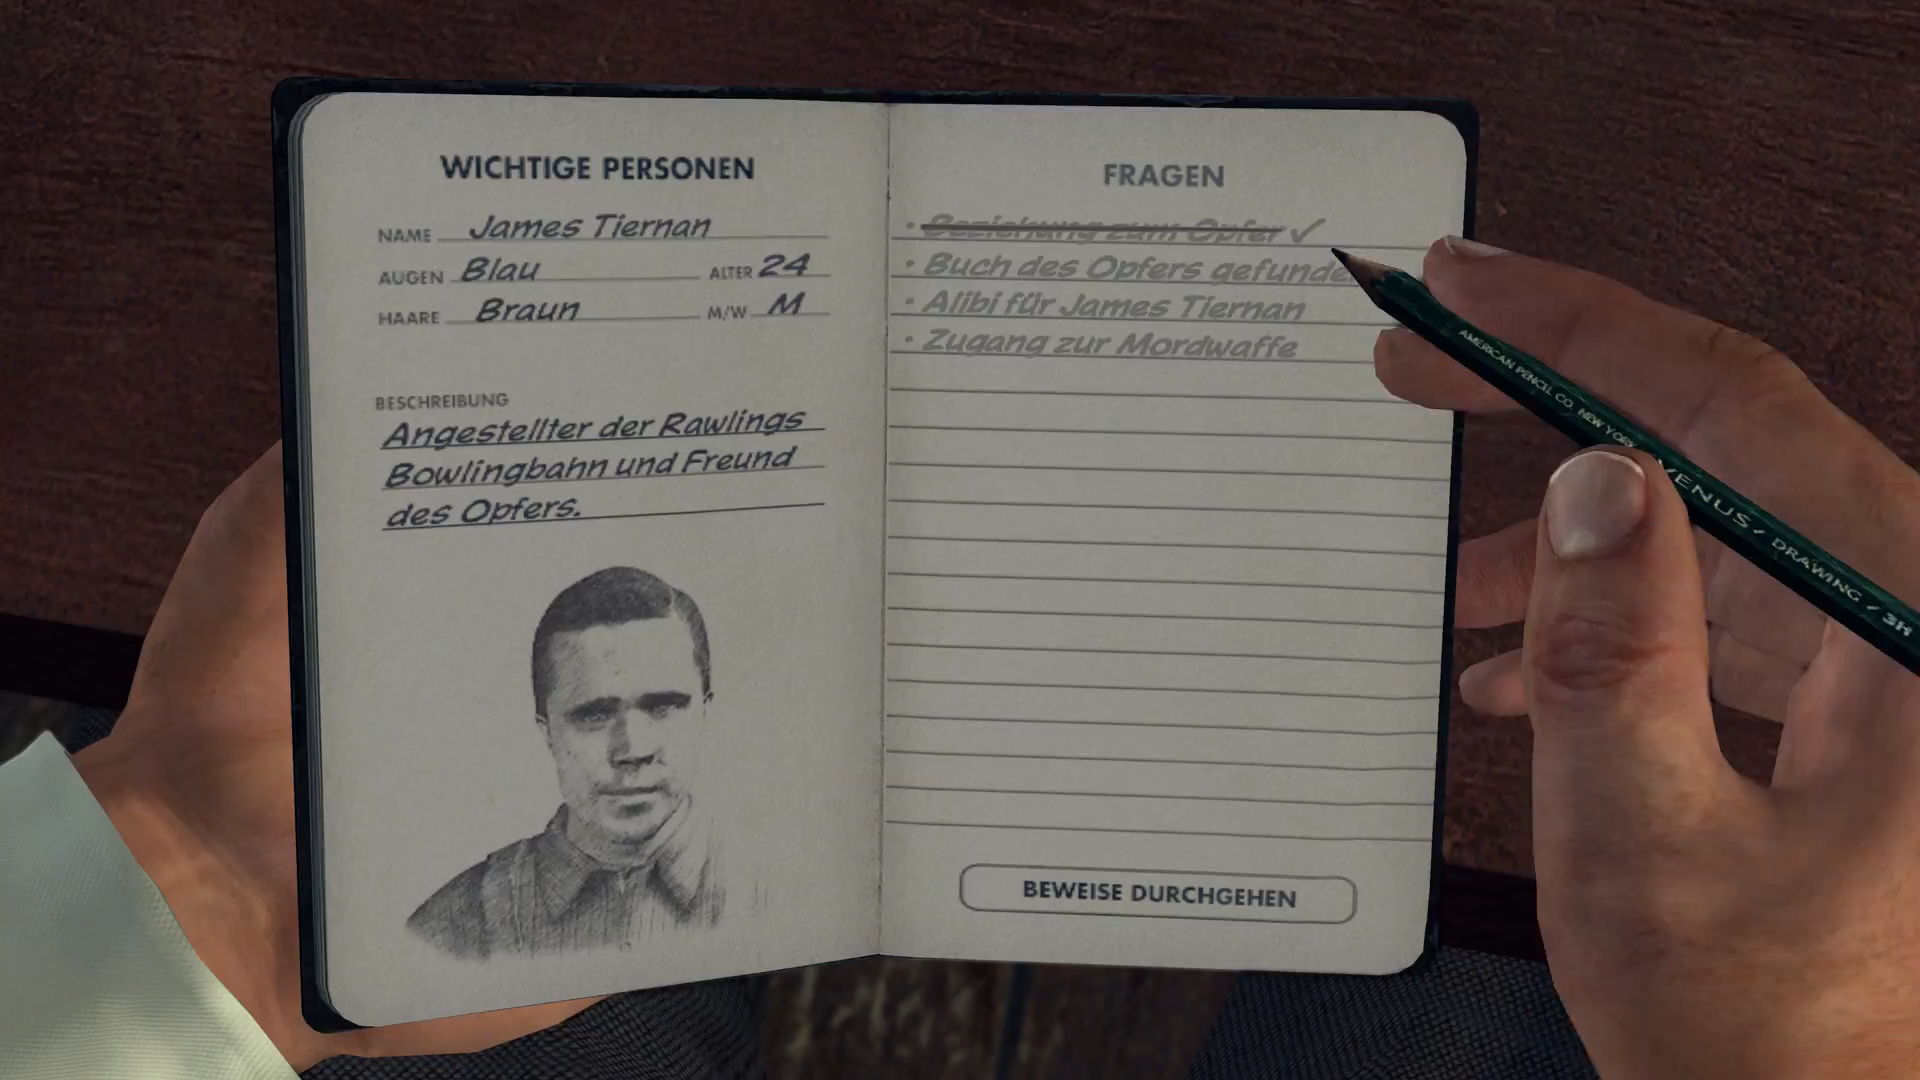 WICHTIGE PERSONEN
NAME James Tiernan
AUGEN Blau ALTER 24
HAARE Braun M/W M
BESCHREIBUNG
Angestellter der Rawlings
Bowlingbahn und Freund
des Opfers.
FRAGEN
• Beziehung zum Opfer ✓
• Buch des Opfers gefunde
• Alibi für James Tiernan
• Zugang zur Mordwaffe
BEWEISE DURCHGEHEN
AMERICAN PENCIL CO. NEW YORK VENUS / DRAWING / 3H